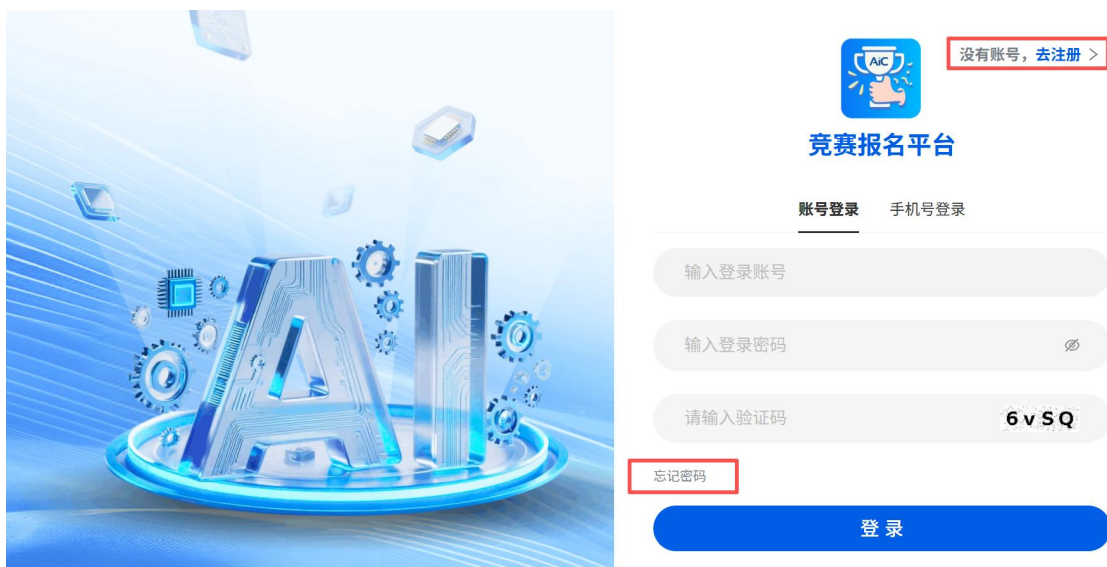 没有账号，去注册 >
AiC
竞赛报名平台
账号登录 手机号登录
输入登录账号
输入登录密码
请输入验证码 6vSQ
忘记密码
登 录
AI